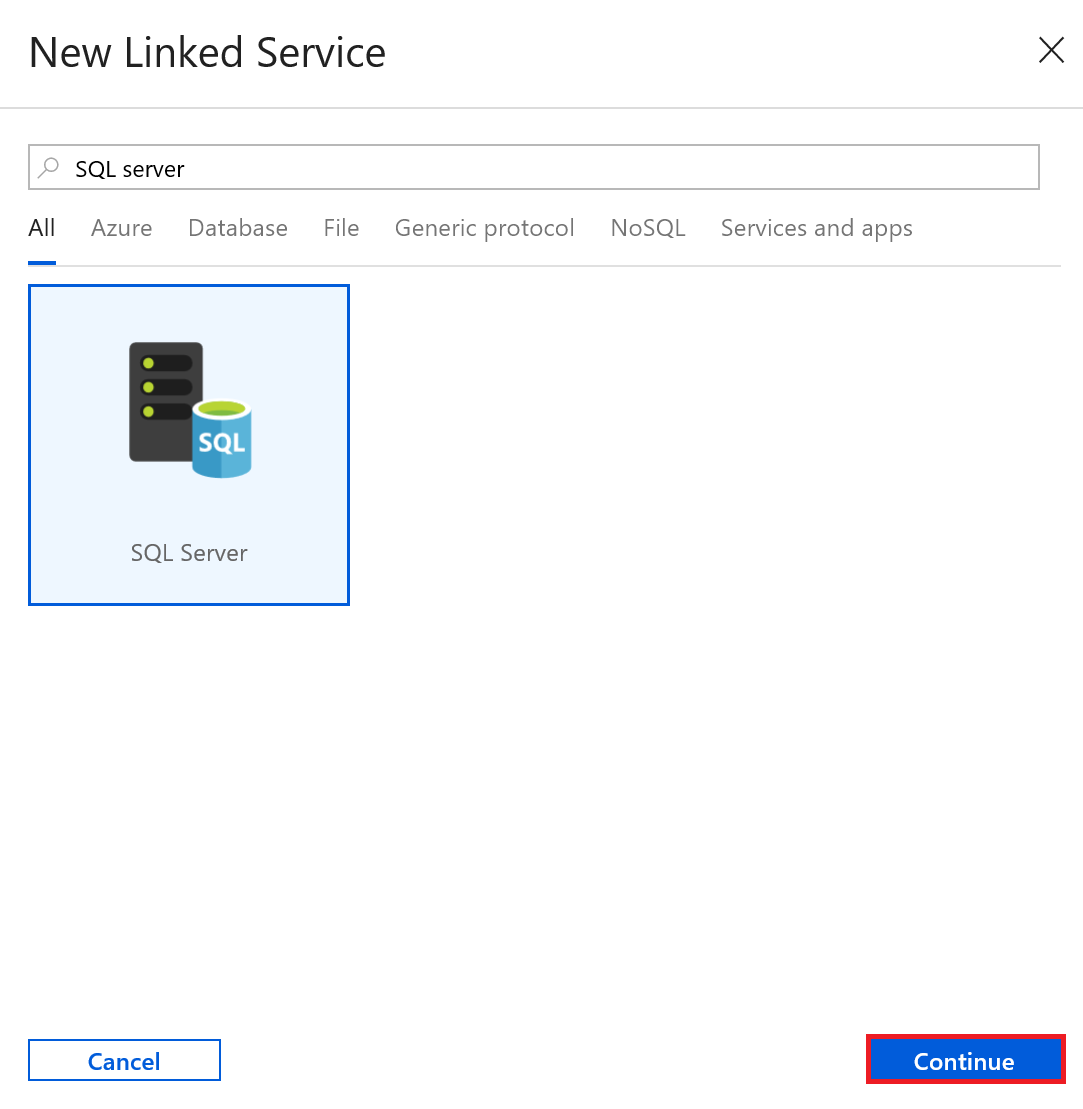 New Linked Service
SQL server
All Azure Database File Generic protocol NoSQL Services and apps
SQL
SQL Server
Cancel Continue